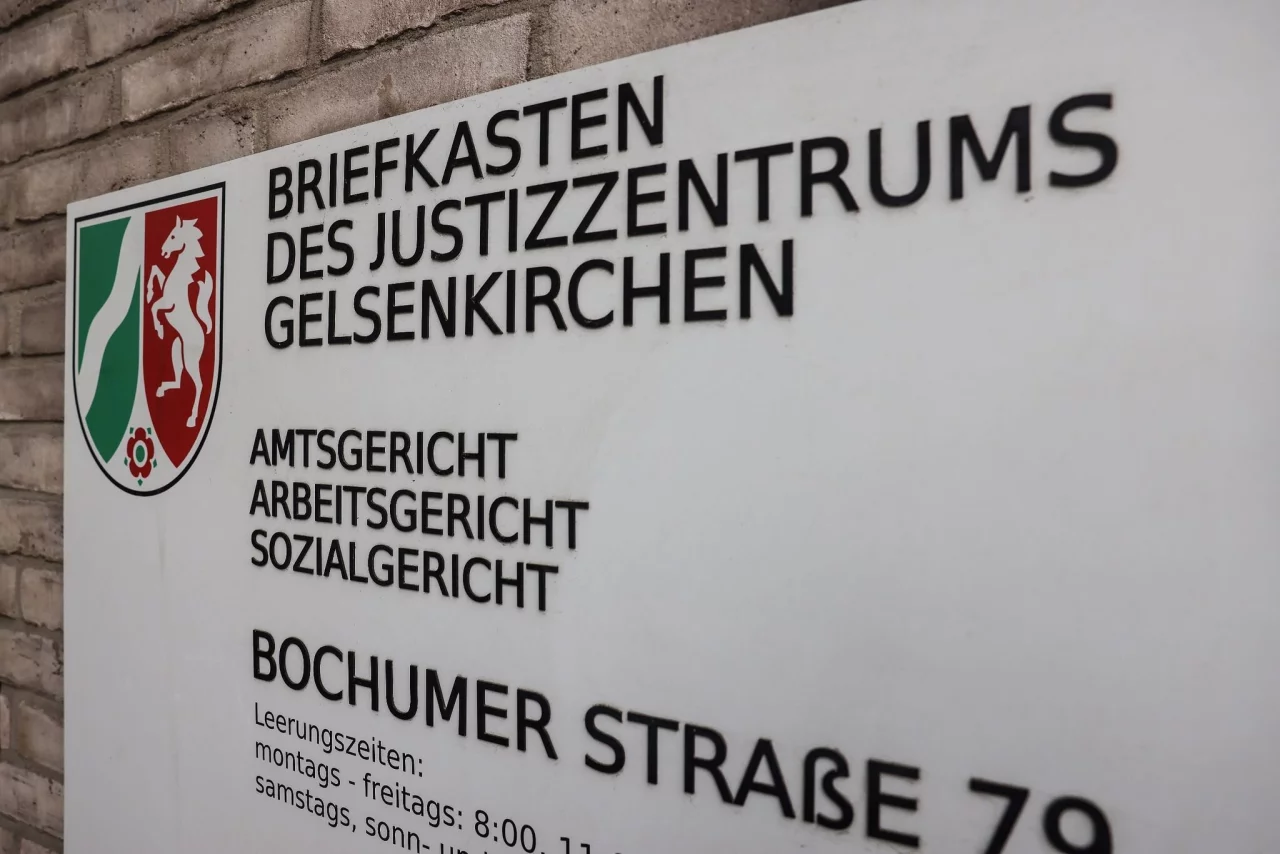 BRIEFKASTEN
DES JUSTIZZENTRUMS
GELSENKIRCHEN
AMTSGERICHT
ARBEITSGERICHT
SOZIALGERICHT
BOCHUMER STRAßE 79
Leerungszeiten:
montags - freitags: 8:00,
samstags, sonn-